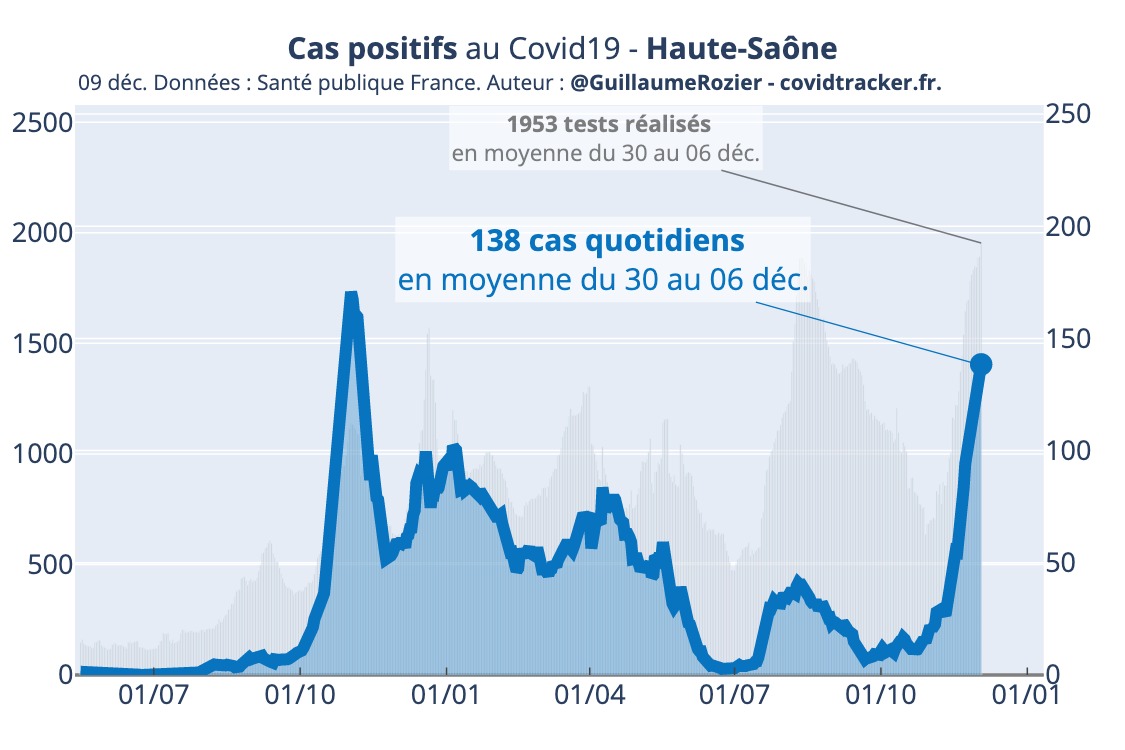 Cas positifs au Covid19 - Haute-Saône
09 déc. Données : Santé publique France. Auteur : @GuillaumeRozier - covidtracker.fr.
2500
2000
1500
1000
500
0
1953 tests réalisés
en moyenne du 30 au 06 déc.
138 cas quotidiens
en moyenne du 30 au 06 déc.
250
200
150
100
50
0
01/07 01/10 01/01 01/04 01/07 01/10 01/01